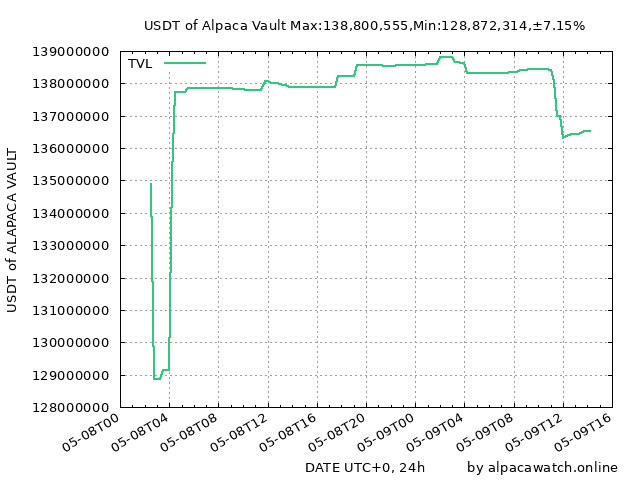 USDT of Alpaca Vault Max:138,800,555,Min:128,872,314,±7.15%
TVL
139000000
138000000
137000000
136000000
135000000
134000000
133000000
132000000
131000000
130000000
129000000
128000000
USDT of ALAPACA VAULT
05-08T00
05-08T04
05-08T08
05-08T12
05-08T16
05-08T20
05-09T00
05-09T04
05-09T08
05-09T12
05-09T16
DATE UTC+0, 24h
by alpacawatch.online